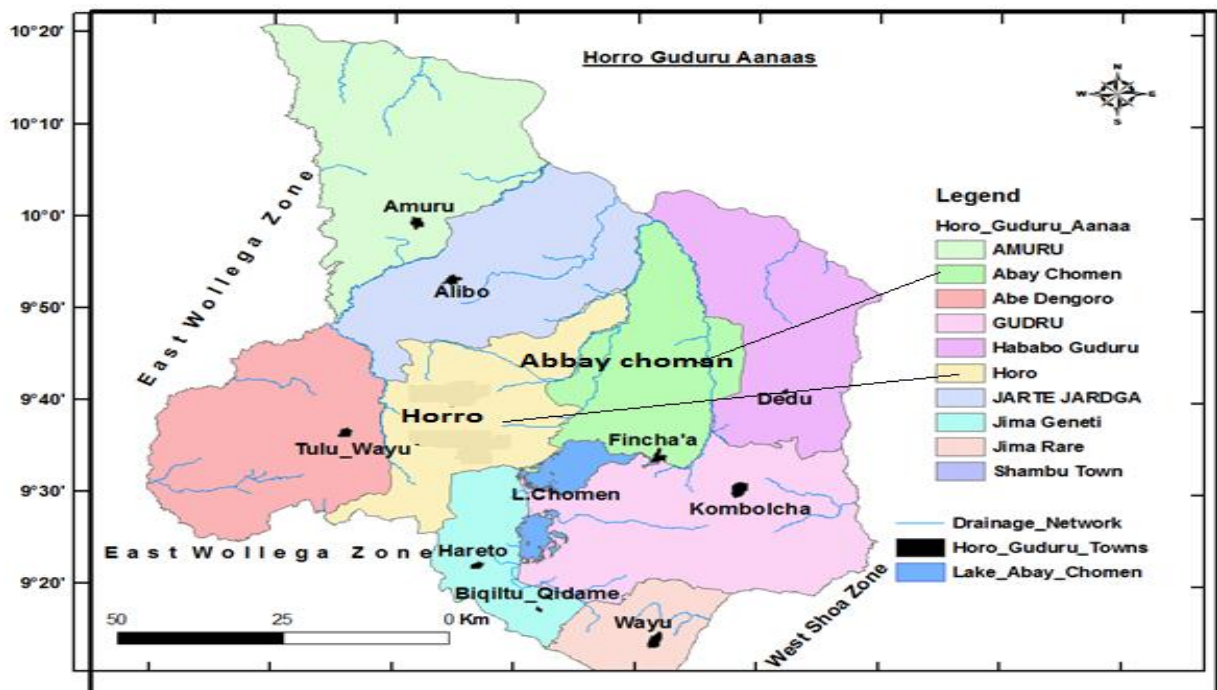 Horro Guduru Aanaas
10°20'
10°10'
10°0'
9°50'
9°40'
9°30'
9°20'
N
W
E
S
East Wollega Zone
Amuru
Alibo
Abbay choman
Horro
Dedu
Tulu_Wayu
Fincha'a
L.Chomen
Kombolcha
East Wollega Zone
Hareto
Biqiltu_Qidame
Wayu
West Shoa Zone
50 25 0 Km
Legend
Horo_Guduru_Aanaa
AMURU
Abay Chomen
Abe Dengoro
GUDRU
Hababo Guduru
Horo
JARTE JARDGA
Jima Geneti
Jima Rare
Shambu Town
Drainage_Network
Horo_Guduru_Towns
Lake_Abay_Chomen